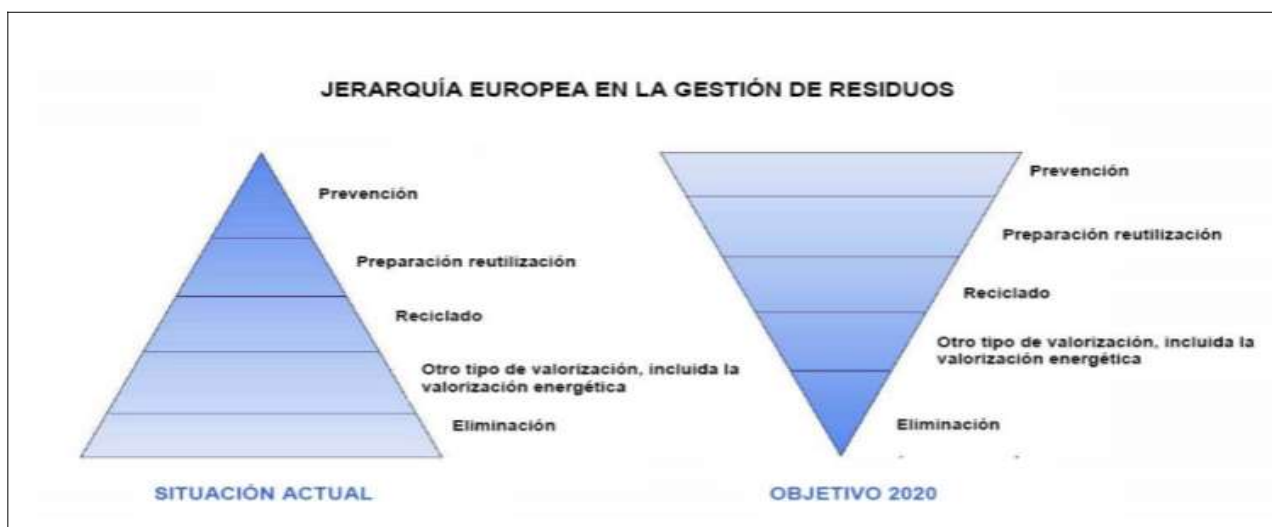 JERARQUÍA EUROPEA EN LA GESTIÓN DE RESIDUOS
Prevención
Preparación reutilización
Reciclado
Otro tipo de valorización, incluida la
valorización energética
Eliminación
SITUACIÓN ACTUAL
Prevención
Preparación reutilización
Reciclado
Otro tipo de valorización, incluida la
valorización energética
Eliminación
OBJETIVO 2020